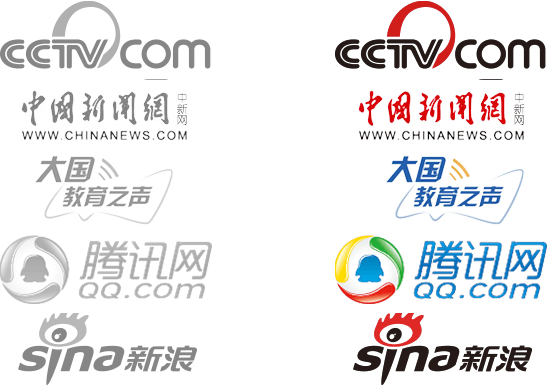 CCTV.com CCTV.com
中国新闻網 中新网 中国新闻網 中新网
WWW.CHINANEWS.COM WWW.CHINANEWS.COM
大国 大国
教育之声 教育之声
腾讯网 腾讯网
QQ.com QQ.com
sina新浪 sina新浪